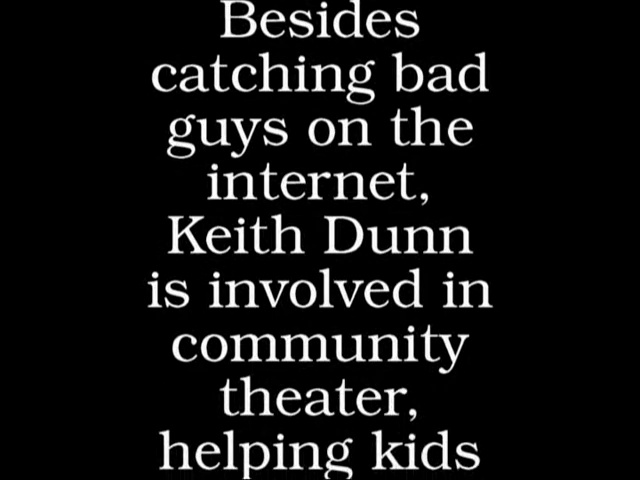 Besides
catching bad
guys on the
internet,
Keith Dunn
is involved in
community
theater,
helping kids